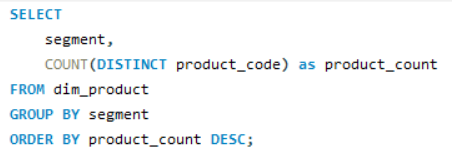 SELECT
    segment,
    COUNT(DISTINCT product_code) as product_count
FROM dim_product
GROUP BY segment
ORDER BY product_count DESC;